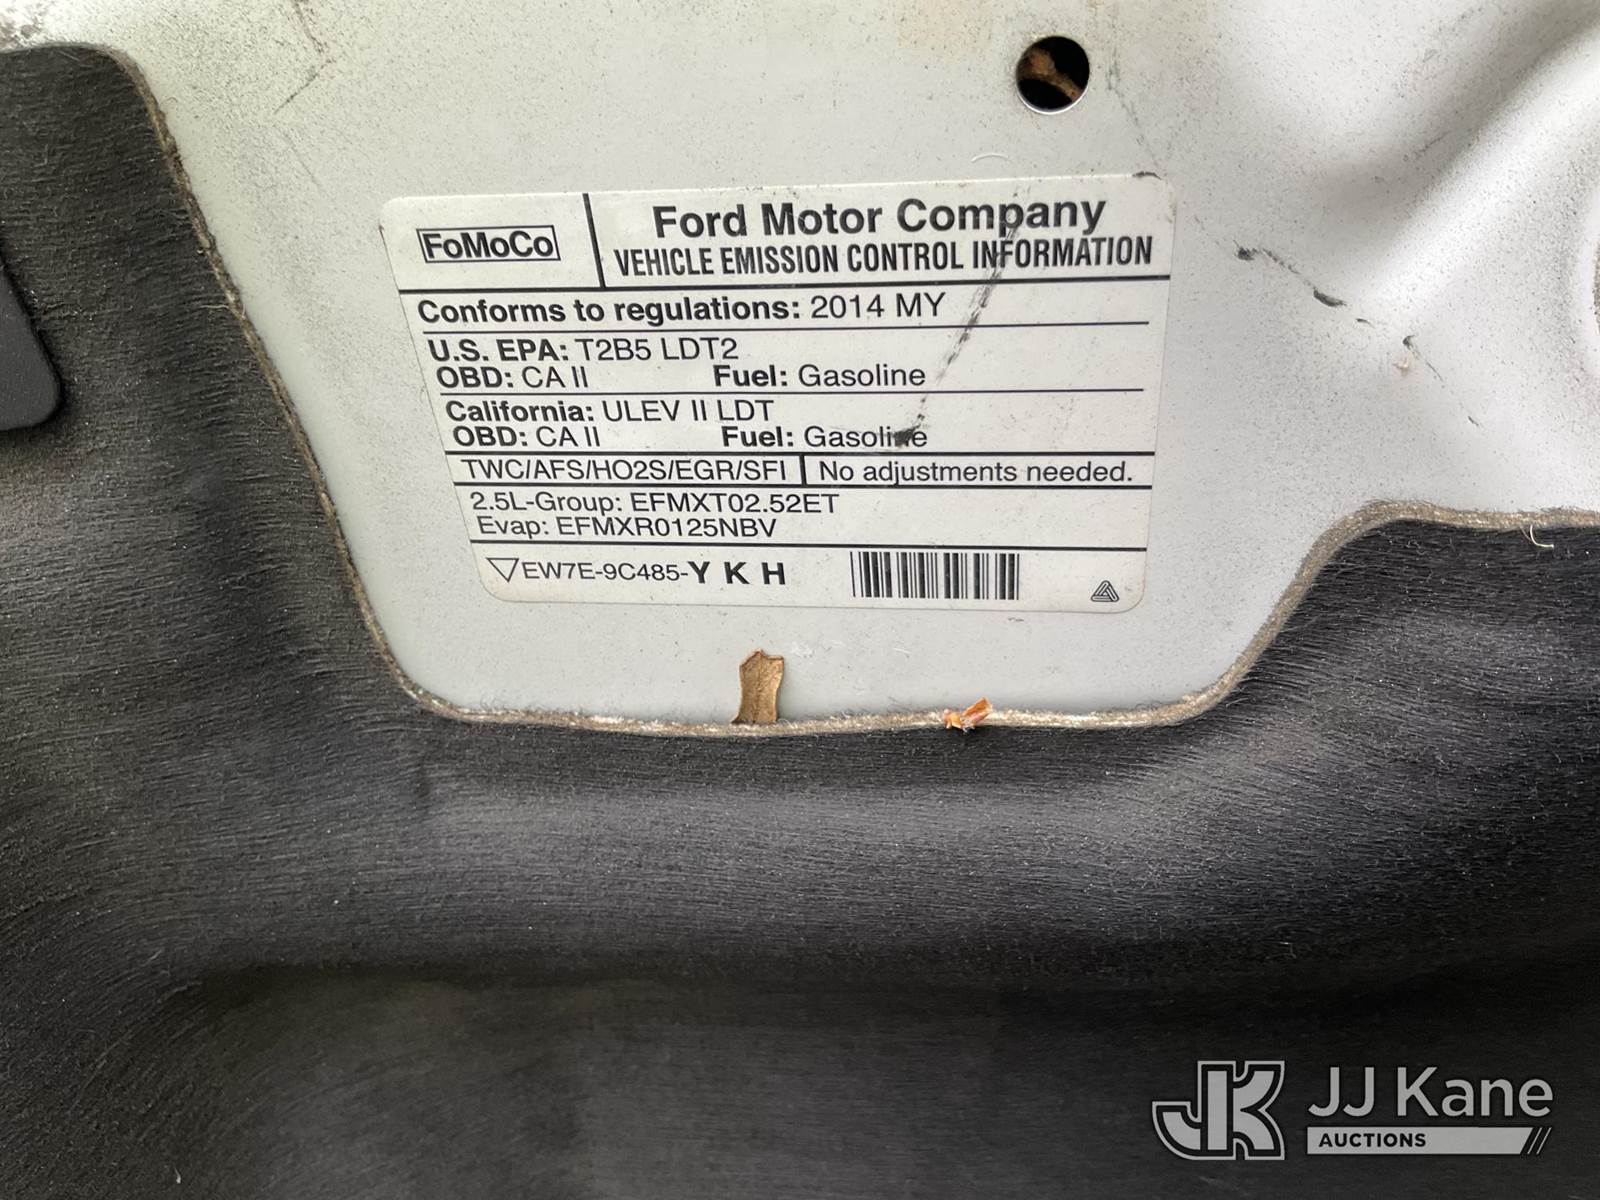 FoMoCo
Ford Motor Company
VEHICLE EMISSION CONTROL INFORMATION
Conforms to regulations: 2014 MY
U.S. EPA: T2B5 LDT2
OBD: CA II Fuel: Gasoline
California: ULEV II LDT
OBD: CA II Fuel: Gasoline
TWC/AFS/HO2S/EGR/SFI No adjustments needed.
2.5L-Group: EFMXT02.52ET
Evap: EFMXR0125NBV
EW7E-9C485-Y K H
JK JJ Kane
AUCTIONS